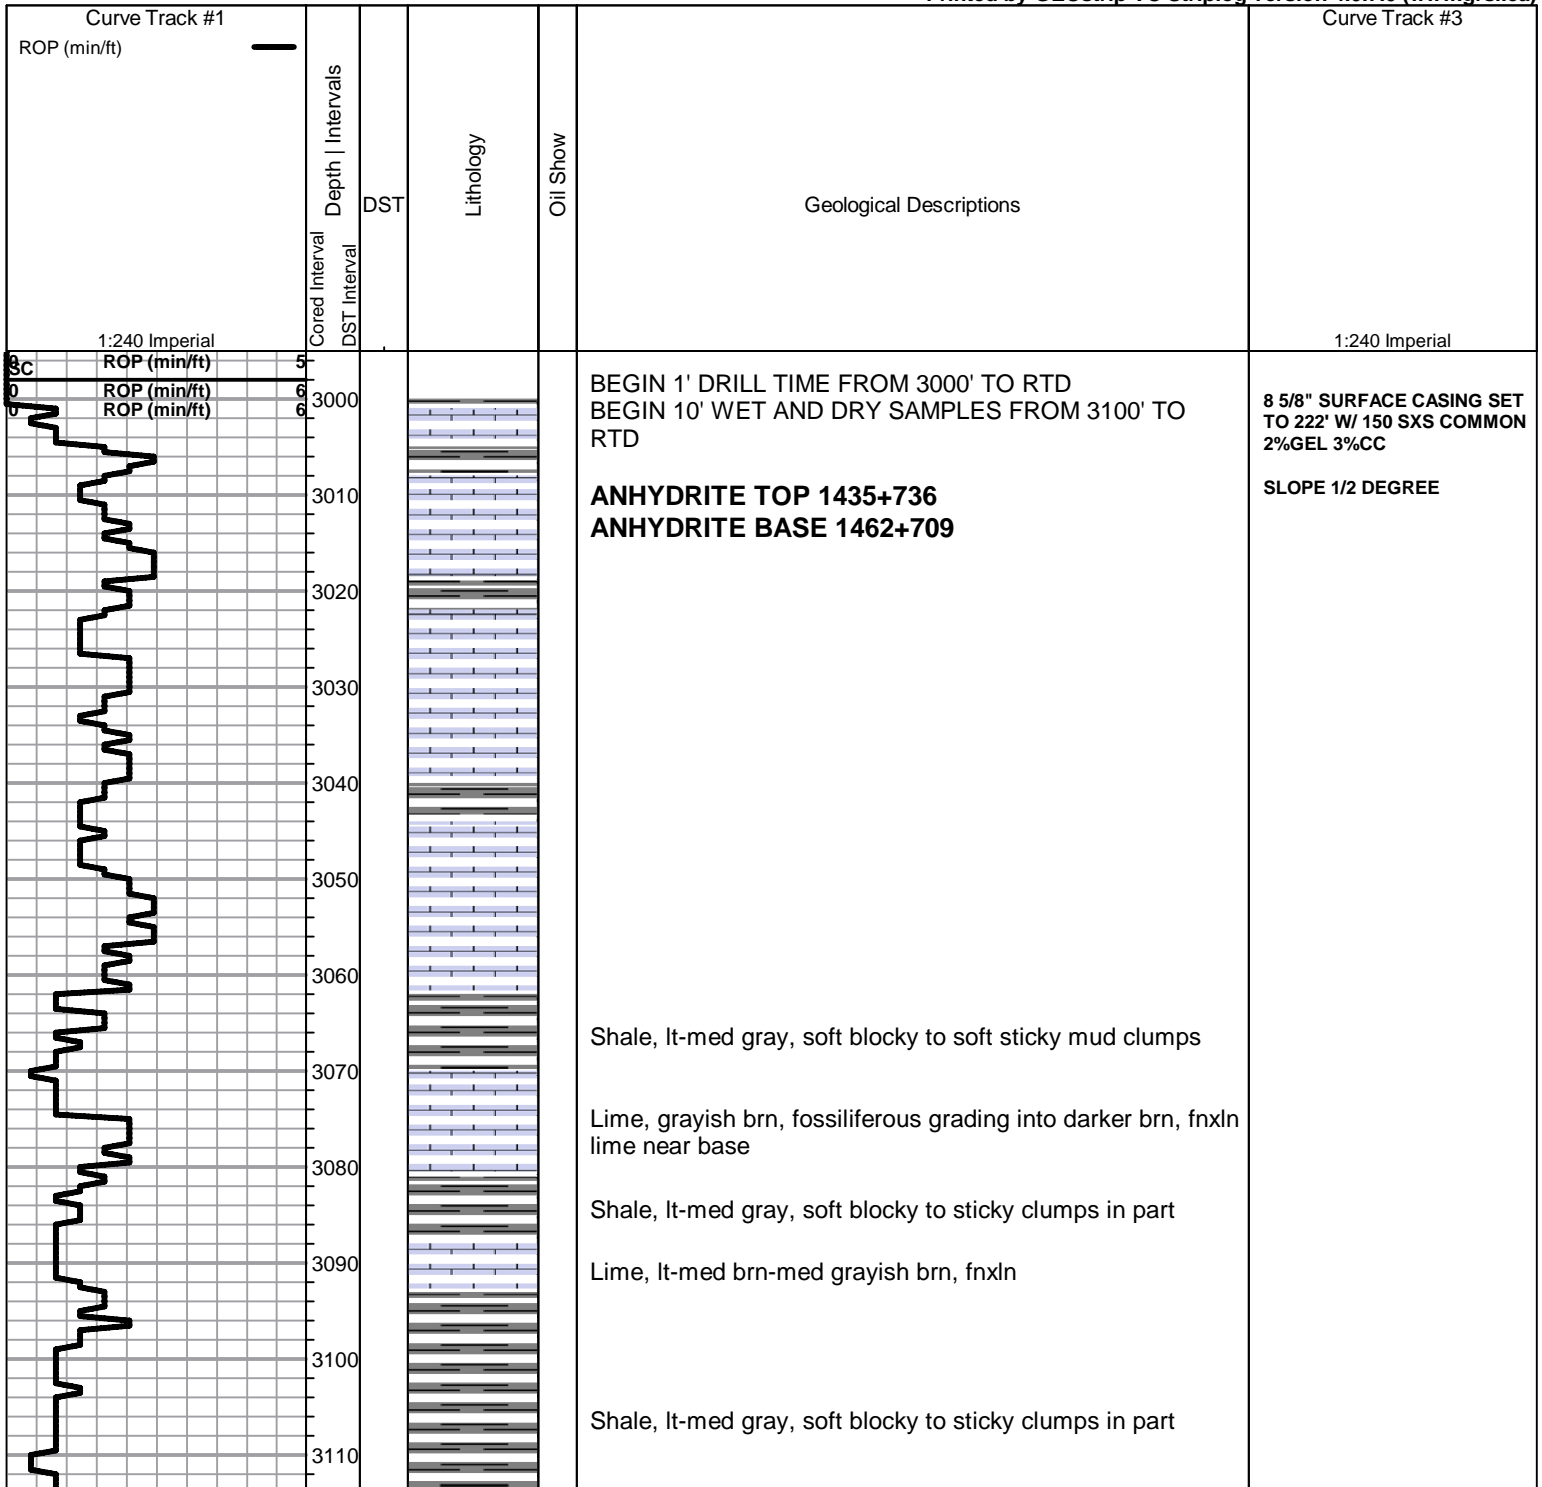 Curve Track #1
ROP (min/ft)
1:240 Imperial
Depth | Intervals
Cored Interval
DST Interval
DST
Lithology
Oil Show
Geological Descriptions
Curve Track #3
1:240 Imperial
0 ROP (min/ft) 5
SC
0 ROP (min/ft) 6
0 ROP (min/ft) 6
3000
3010
3020
3030
3040
3050
3060
3070
3080
3090
3100
3110
BEGIN 1' DRILL TIME FROM 3000' TO RTD
BEGIN 10' WET AND DRY SAMPLES FROM 3100' TO
RTD
ANHYDRITE TOP 1435+736
ANHYDRITE BASE 1462+709
Shale, lt-med gray, soft blocky to soft sticky mud clumps
Lime, grayish brn, fossiliferous grading into darker brn, fnxln
lime near base
Shale, lt-med gray, soft blocky to sticky clumps in part
Lime, lt-med brn-med grayish brn, fnxln
Shale, lt-med gray, soft blocky to sticky clumps in part
8 5/8" SURFACE CASING SET
TO 222' W/ 150 SXS COMMON
2%GEL 3%CC
SLOPE 1/2 DEGREE